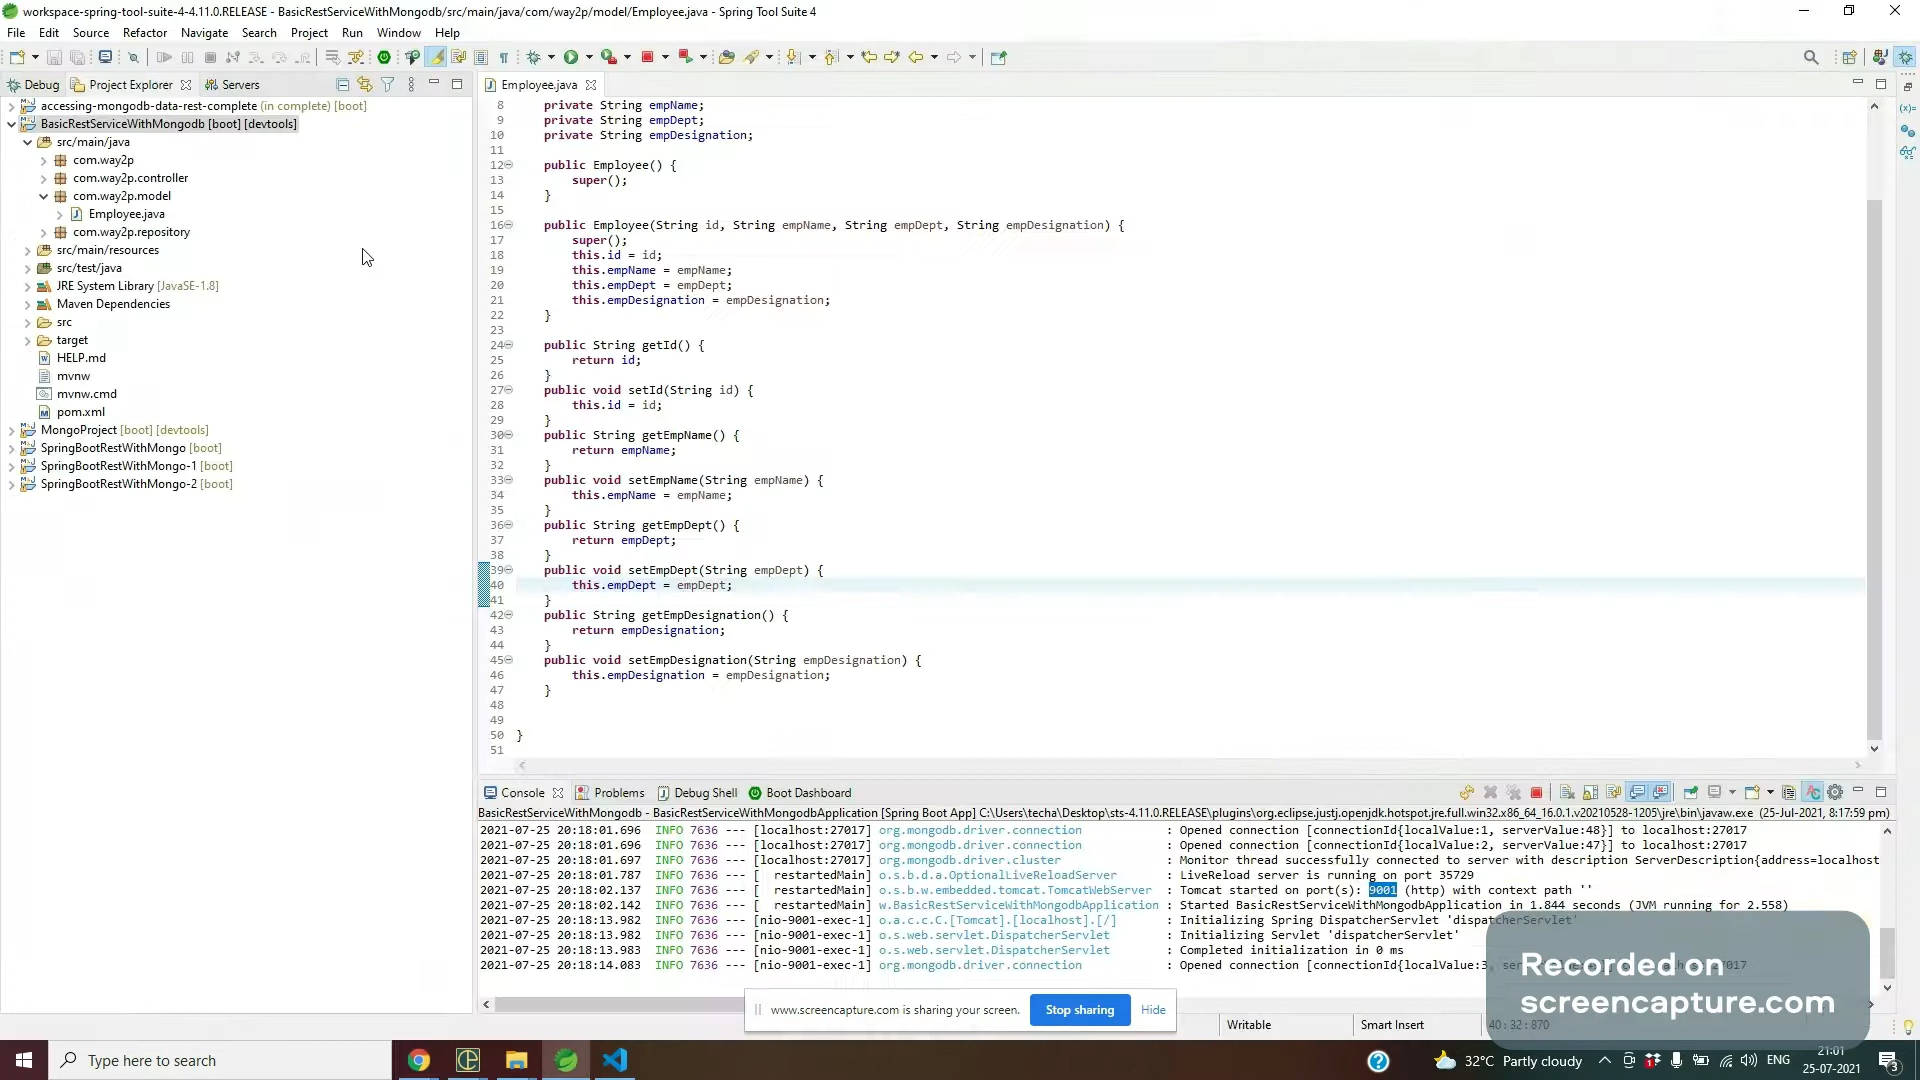 workspace-spring-tool-suite-4-4.11.0.RELEASE - BasicRestServiceWithMongodb/src/main/java/com/way2p/model/Employee.java - Spring Tool Suite 4
File Edit Source Refactor Navigate Search Project Run Window Help
Debug Project Explorer Servers
accessing-mongodb-data-rest-complete (in complete) [boot]
BasicRestServiceWithMongodb [boot] [devtools]
src/main/java
com.way2p
com.way2p.controller
com.way2p.model
Employee.java
com.way2p.repository
src/main/resources
src/test/java
JRE System Library [JavaSE-1.8]
Maven Dependencies
src
target
HELP.md
mvnw
mvnw.cmd
pom.xml
MongoProject [boot] [devtools]
SpringBootRestWithMongo [boot]
SpringBootRestWithMongo-1 [boot]
SpringBootRestWithMongo-2 [boot]
Employee.java
8 private String empName;
9 private String empDept;
10 private String empDesignation;
11
12 public Employee() {
13 super();
14 }
15
16 public Employee(String id, String empName, String empDept, String empDesignation) {
17 super();
18 this.id = id;
19 this.empName = empName;
20 this.empDept = empDept;
21 this.empDesignation = empDesignation;
22 }
23
24 public String getId() {
25 return id;
26 }
27 public void setId(String id) {
28 this.id = id;
29 }
30 public String getEmpName() {
31 return empName;
32 }
33 public void setEmpName(String empName) {
34 this.empName = empName;
35 }
36 public String getEmpDept() {
37 return empDept;
38 }
39 public void setEmpDept(String empDept) {
40 this.empDept = empDept;
41 }
42 public String getEmpDesignation() {
43 return empDesignation;
44 }
45 public void setEmpDesignation(String empDesignation) {
46 this.empDesignation = empDesignation;
47 }
48
49
50 }
51
Console Problems Debug Shell Boot Dashboard
BasicRestServiceWithMongodb - BasicRestServiceWithMongodbApplication [Spring Boot App] C:\Users\techa\Desktop\sts-4.11.0.RELEASE\plugins\org.eclipse.justj.openjdk.hotspot.jre.full.win32.x86_64_16.0.1.v20210528-1205\jre\bin\javaw.exe (25-Jul-2021, 8:17:59 pm)
2021-07-25 20:18:01.696 INFO 7636 --- [localhost:27017] org.mongodb.driver.connection : Opened connection [connectionId{localValue:1, serverValue:48}] to localhost:27017
2021-07-25 20:18:01.696 INFO 7636 --- [localhost:27017] org.mongodb.driver.connection : Opened connection [connectionId{localValue:2, serverValue:47}] to localhost:27017
2021-07-25 20:18:01.697 INFO 7636 --- [localhost:27017] org.mongodb.driver.cluster : Monitor thread successfully connected to server with description ServerDescription{address=localhost
2021-07-25 20:18:01.787 INFO 7636 --- [ restartedMain] o.s.b.d.a.OptionalLiveReloadServer : LiveReload server is running on port 35729
2021-07-25 20:18:02.137 INFO 7636 --- [ restartedMain] o.s.b.w.embedded.tomcat.TomcatWebServer : Tomcat started on port(s): 9001 (http) with context path ''
2021-07-25 20:18:02.142 INFO 7636 --- [ restartedMain] w.BasicRestServiceWithMongodbApplication : Started BasicRestServiceWithMongodbApplication in 1.844 seconds (JVM running for 2.558)
2021-07-25 20:18:13.982 INFO 7636 --- [nio-9001-exec-1] o.a.c.c.C.[Tomcat].[localhost].[/] : Initializing Spring DispatcherServlet 'dispatcherServlet'
2021-07-25 20:18:13.982 INFO 7636 --- [nio-9001-exec-1] o.s.web.servlet.DispatcherServlet : Initializing Servlet 'dispatcherServlet'
2021-07-25 20:18:13.983 INFO 7636 --- [nio-9001-exec-1] o.s.web.servlet.DispatcherServlet : Completed initialization in 0 ms
2021-07-25 20:18:14.083 INFO 7636 --- [nio-9001-exec-1] org.mongodb.driver.connection : Opened connection [connectionId{localValue:3,
Recorded on
screencapture.com
www.screencapture.com is sharing your screen. Stop sharing Hide
Writable Smart Insert 40 : 32 : 870
Type here to search
32°C Partly cloudy ENG
21:01
25-07-2021
3